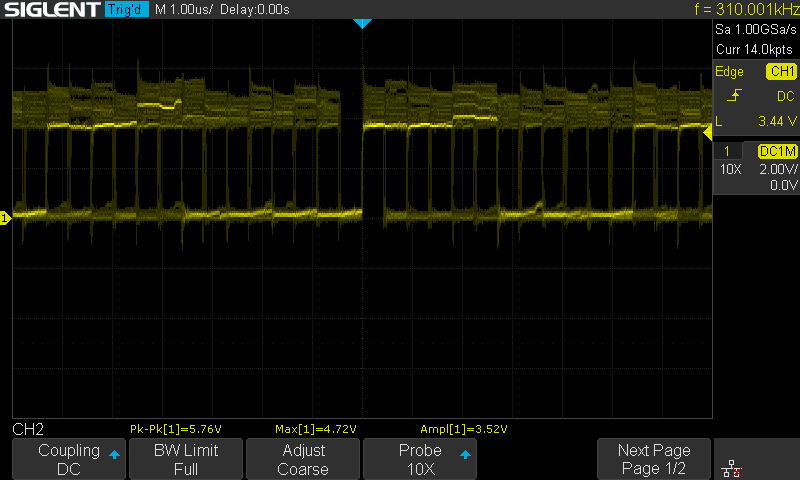 SIGLENT Trig'd M 1.00us/ Delay:0.00s f = 310.001kHz
Sa 1.00GSa/s
Curr 14.0kpts
Edge CH1
DC
L 3.44 V
1 DC1M
10X 2.00V/
0.0V
1
CH2 Pk-Pk[1]=5.76V Max[1]=4.72V Ampl[1]=3.52V
Coupling BW Limit Adjust Probe Next Page
DC Full Coarse 10X Page 1/2